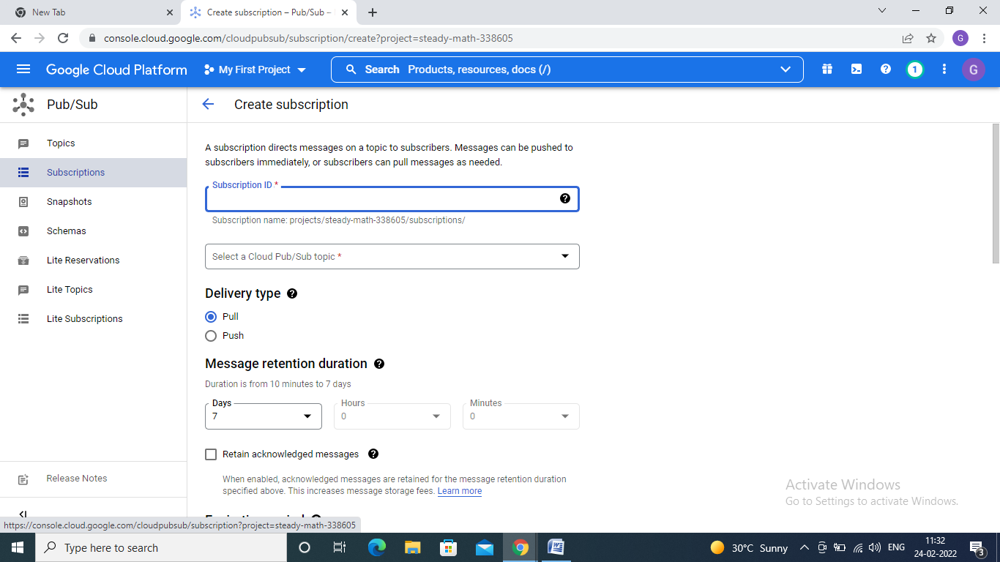 New Tab
Create subscription – Pub/Sub –
console.cloud.google.com/cloudpubsub/subscription/create?project=steady-math-338605
G
Google Cloud Platform
My First Project
Search Products, resources, docs (/)
1
G
Pub/Sub
Create subscription
Topics
Subscriptions
Snapshots
Schemas
Lite Reservations
Lite Topics
Lite Subscriptions
Release Notes
A subscription directs messages on a topic to subscribers. Messages can be pushed to
subscribers immediately, or subscribers can pull messages as needed.
Subscription ID *
Subscription name: projects/steady-math-338605/subscriptions/
Select a Cloud Pub/Sub topic *
Delivery type
Pull
Push
Message retention duration
Duration is from 10 minutes to 7 days
Days Hours Minutes
7 0 0
Retain acknowledged messages
When enabled, acknowledged messages are retained for the message retention duration
specified above. This increases message storage fees. Learn more
Activate Windows
Go to Settings to activate Windows.
https://console.cloud.google.com/cloudpubsub/subscription?project=steady-math-338605
Type here to search
30°C Sunny
ENG
11:32
24-02-2022
3